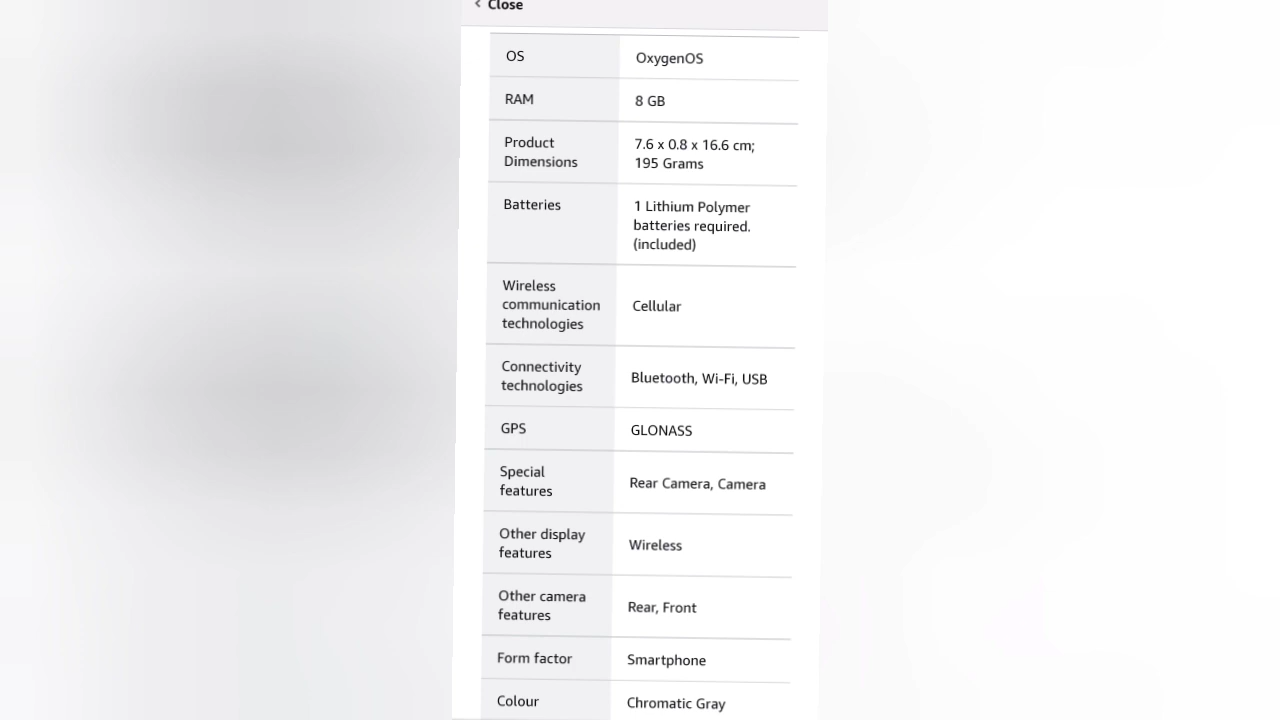 < Close
OS
OxygenOS
RAM
8 GB
Product
Dimensions
7.6 x 0.8 x 16.6 cm;
195 Grams
Batteries
1 Lithium Polymer
batteries required.
(included)
Wireless
communication
technologies
Cellular
Connectivity
technologies
Bluetooth, Wi-Fi, USB
GPS
GLONASS
Special
features
Rear Camera, Camera
Other display
features
Wireless
Other camera
features
Rear, Front
Form factor
Smartphone
Colour
Chromatic Gray